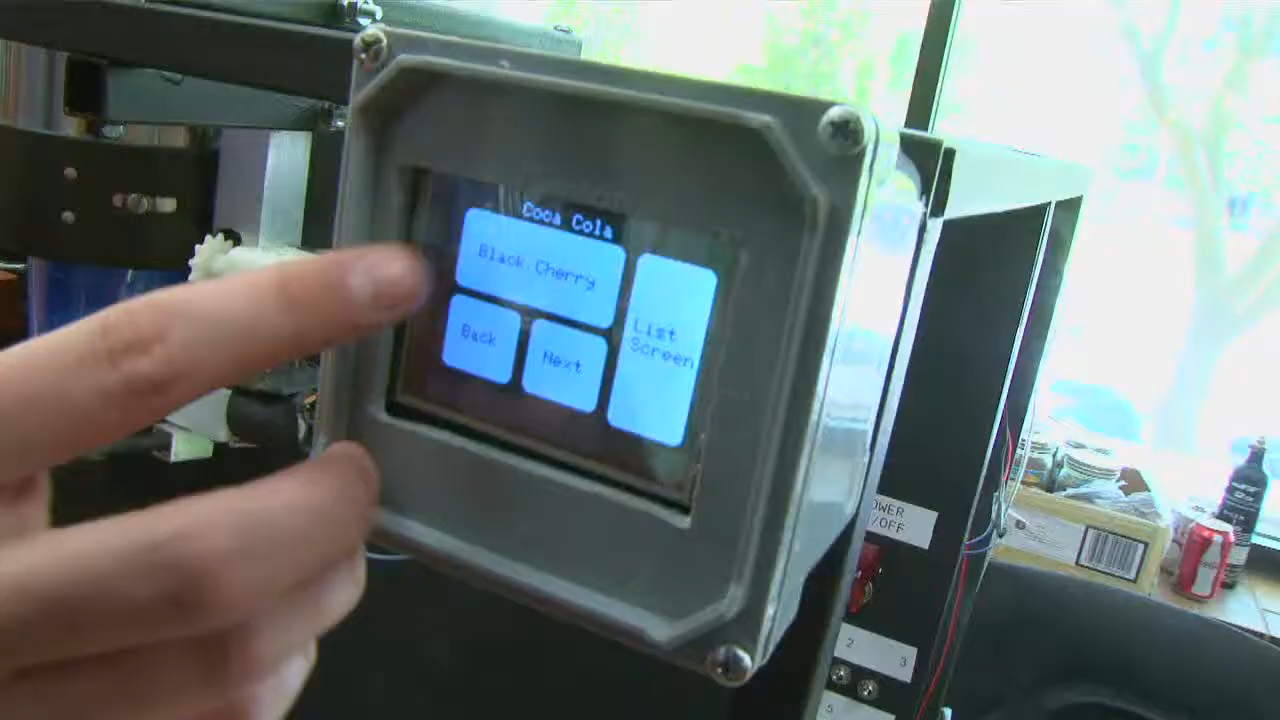 Coca Cola
Black Cherry
Back
Next
List
Screen
OWER
/OFF
2
3